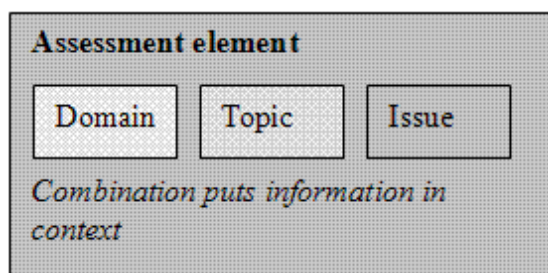 Assessment element
Domain Topic Issue
Combination puts information in
context